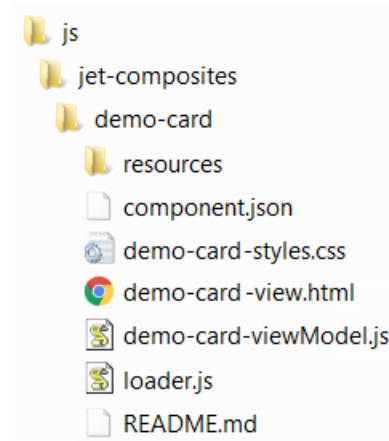 js
jet-composites
demo-card
resources
component.json
demo-card-styles.css
demo-card-view.html
demo-card-viewModel.js
loader.js
README.md